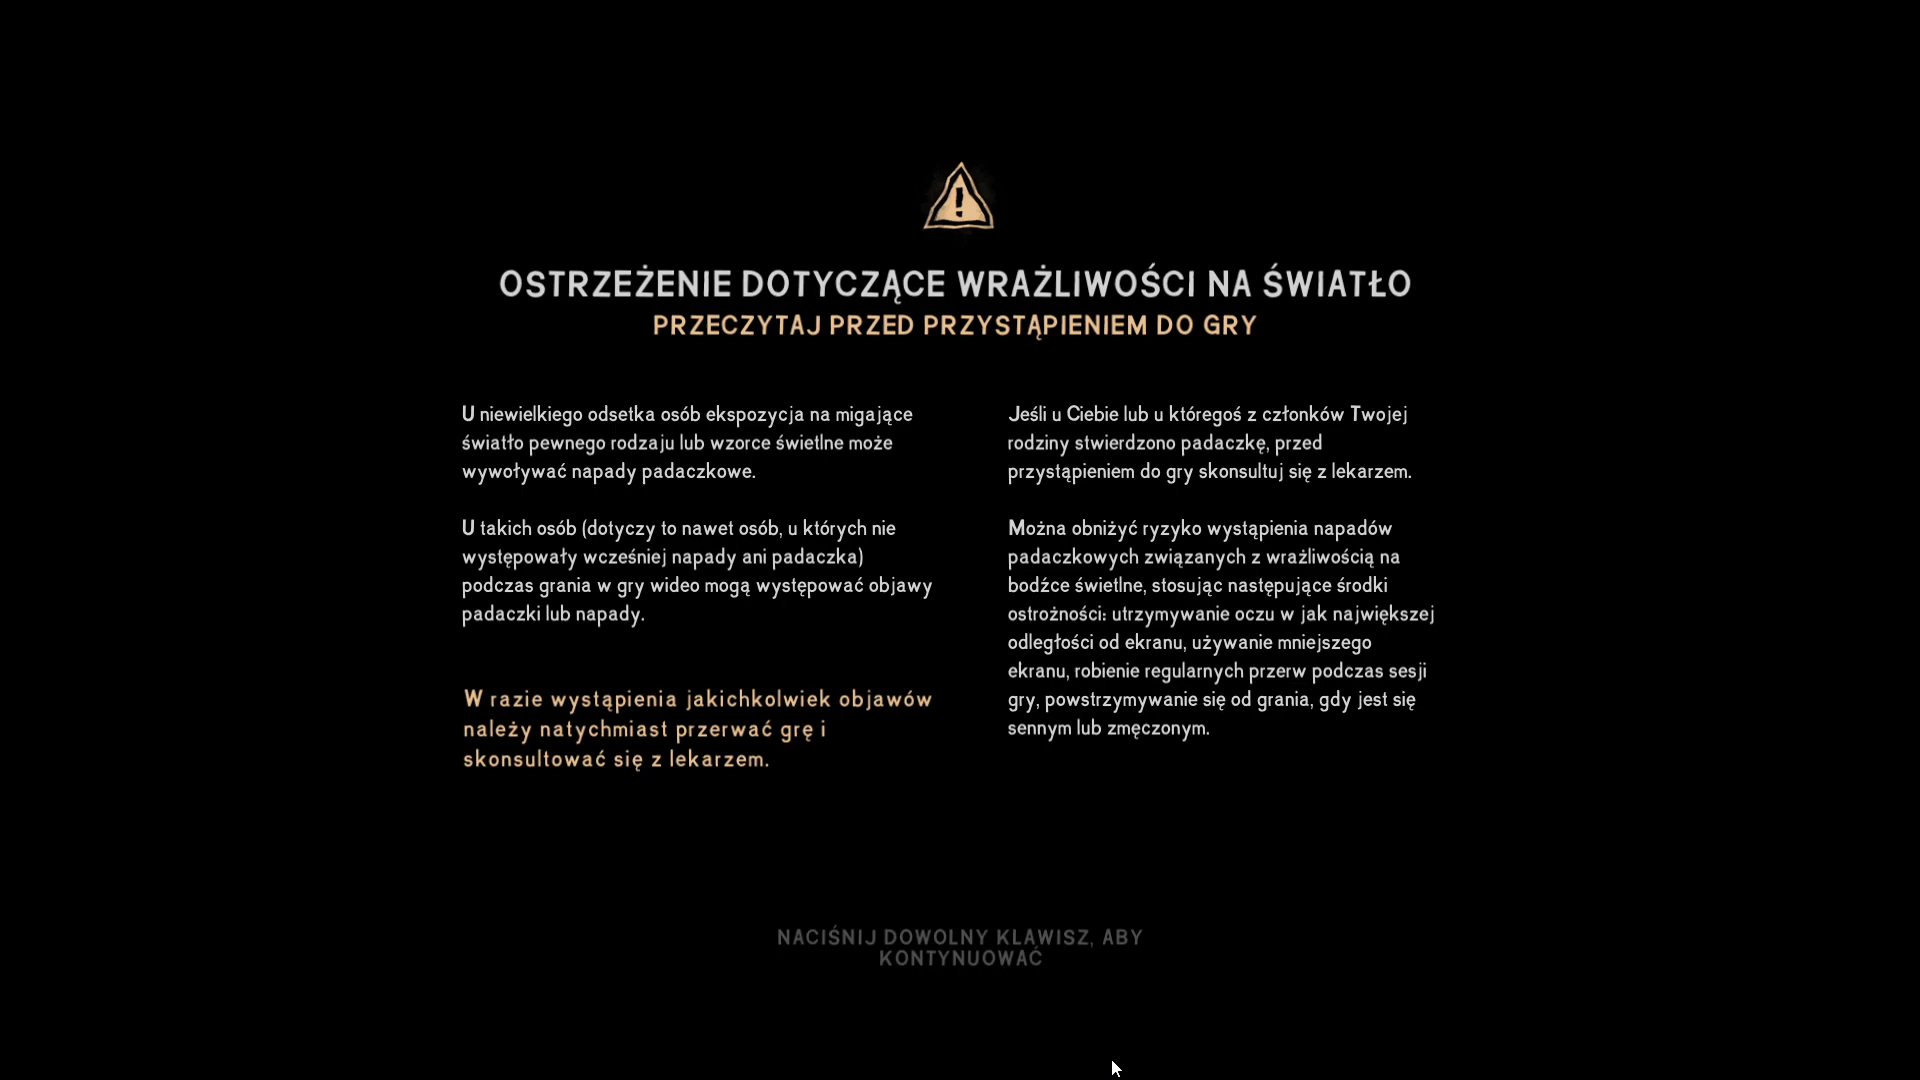 OSTRZEŻENIE DOTYCZĄCE WRAŻLIWOŚCI NA ŚWIATŁO
PRZECZYTAJ PRZED PRZYSTĄPIENIEM DO GRY
U niewielkiego odsetka osób ekspozycja na migające
światło pewnego rodzaju lub wzorce świetlne może
wywoływać napady padaczkowe.
U takich osób (dotyczy to nawet osób, u których nie
występowały wcześniej napady ani padaczka)
podczas grania w gry wideo mogą występować objawy
padaczki lub napady.
W razie wystąpienia jakichkolwiek objawów
należy natychmiast przerwać grę i
skonsultować się z lekarzem.
Jeśli u Ciebie lub u któregoś z członków Twojej
rodziny stwierdzono padaczkę, przed
przystąpieniem do gry skonsultuj się z lekarzem.
Można obniżyć ryzyko wystąpienia napadów
padaczkowych związanych z wrażliwością na
bodźce świetlne, stosując następujące środki
ostrożności: utrzymywanie oczu w jak największej
odległości od ekranu, używanie mniejszego
ekranu, robienie regularnych przerw podczas sesji
gry, powstrzymywanie się od grania, gdy jest się
sennym lub zmęczonym.
NACIŚNIJ DOWOLNY KLAWISZ, ABY
KONTYNUOWAĆ